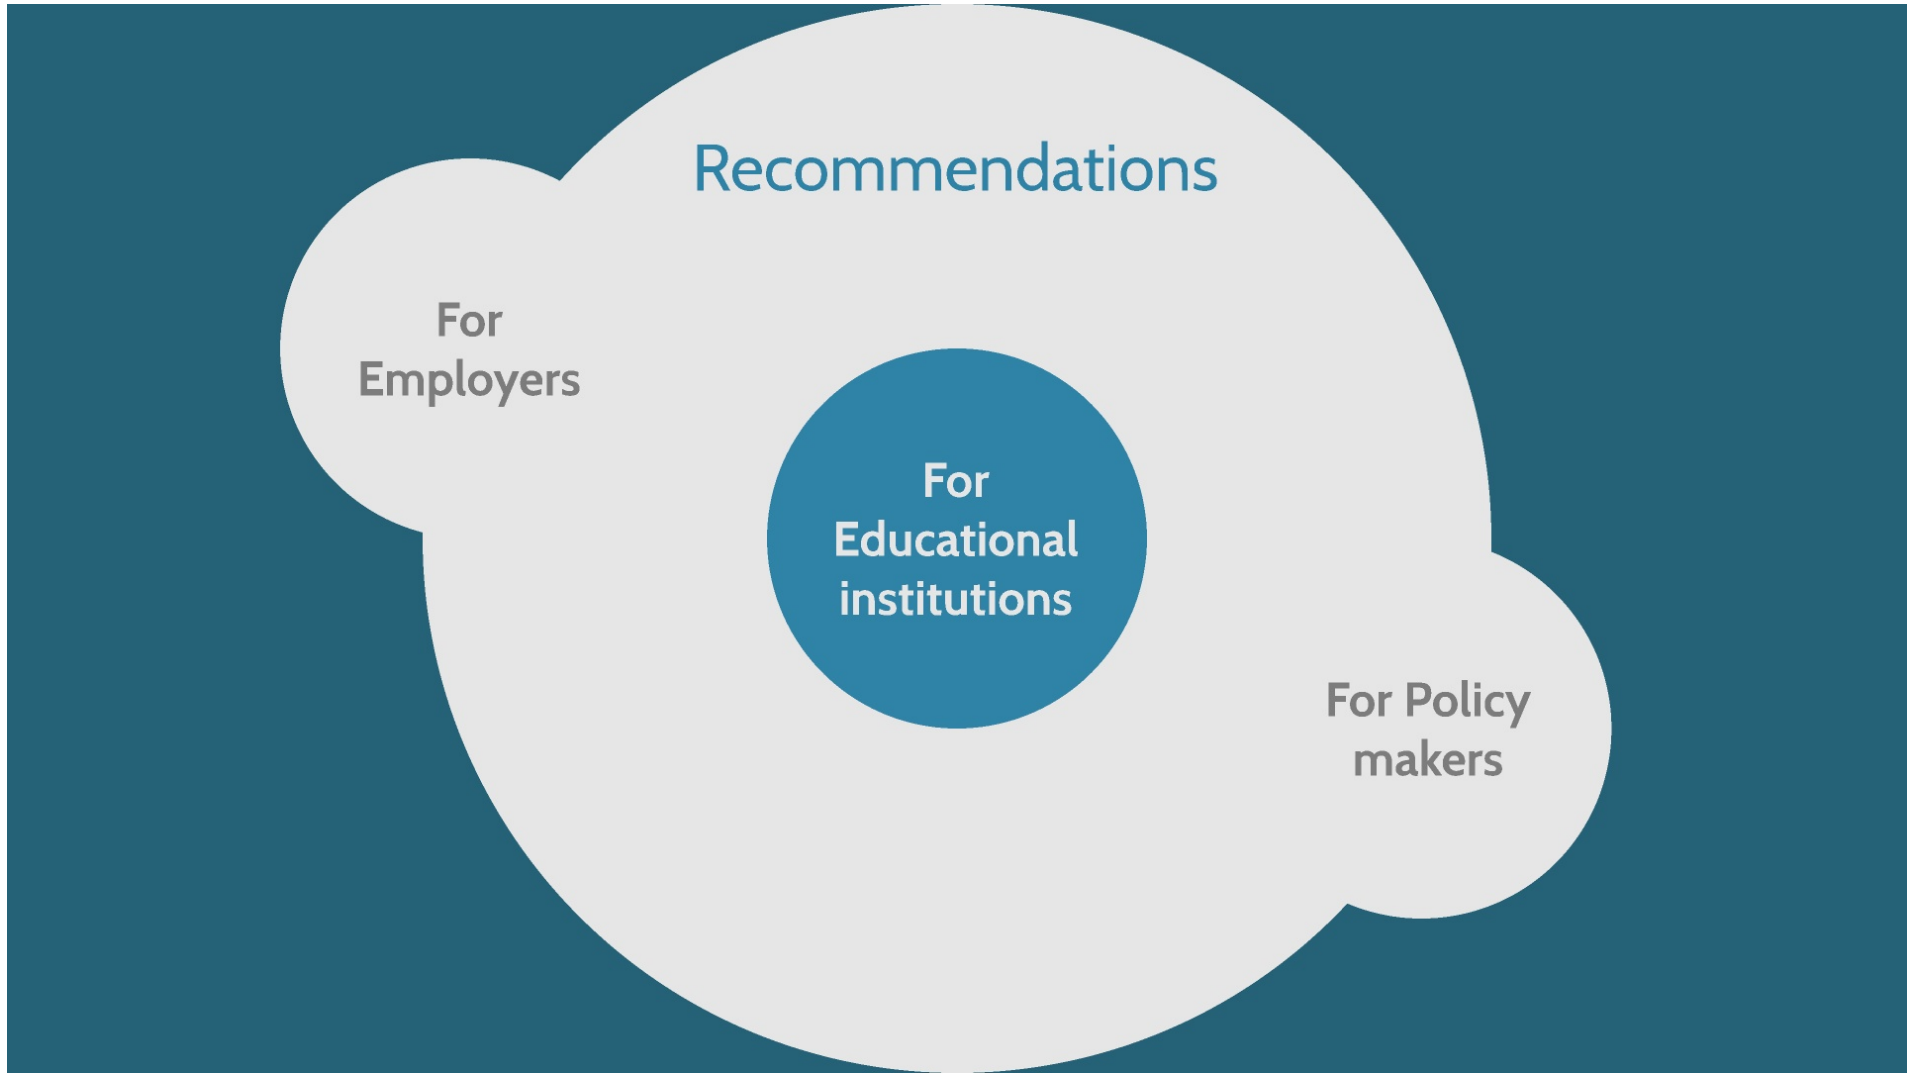 Recommendations
For
Employers
For
Educational
institutions
For Policy
makers